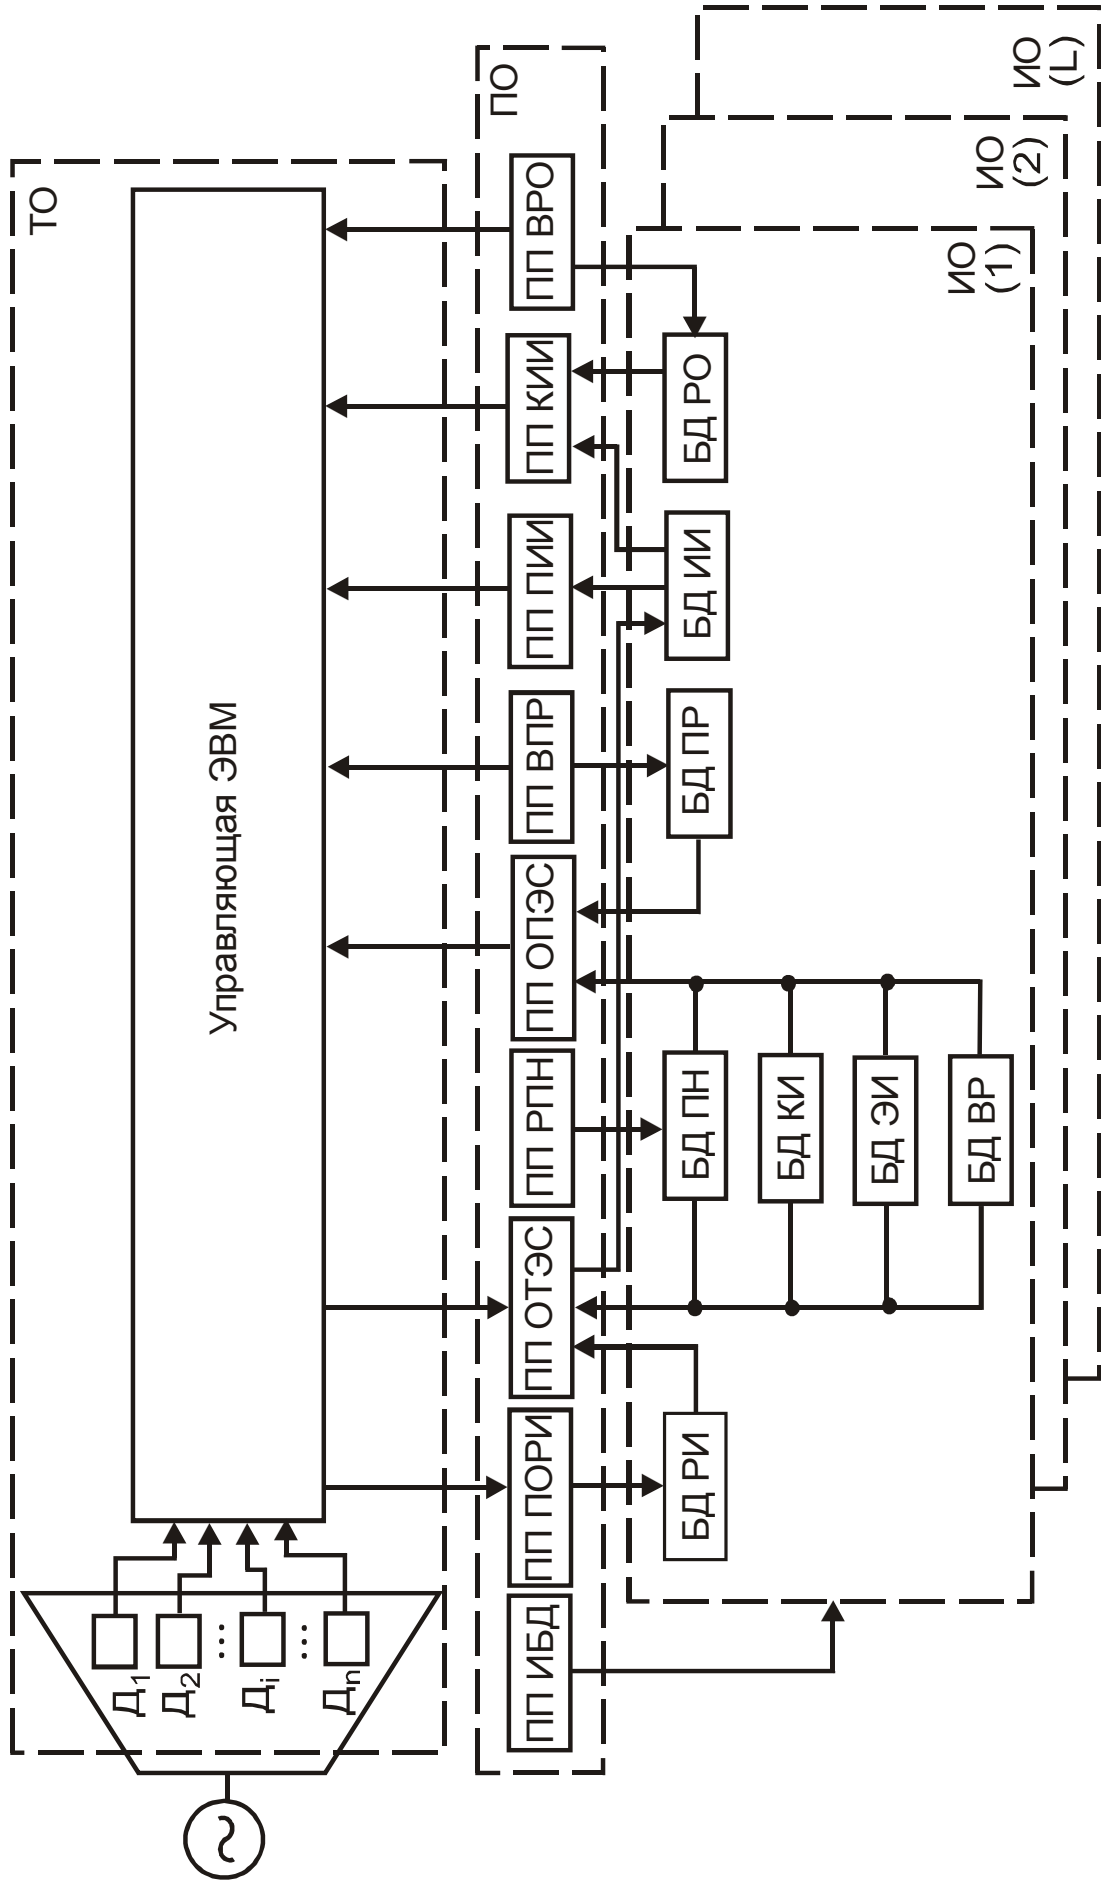 ТО
Управляющая ЭВМ
Д1
Д2
Дi
Дn
ПО
ПП ИБД
ПП ПОРИ
ПП ОТЭС
ПП РПН
ПП ОПЭС
ПП ВПР
ПП ПИИ
ПП КИИ
ПП ВРО
ИО
(1)
ИО
(2)
ИО
(L)
БД РИ
БД ПН
БД КИ
БД ЭИ
БД ВР
БД ПР
БД ИИ
БД РО